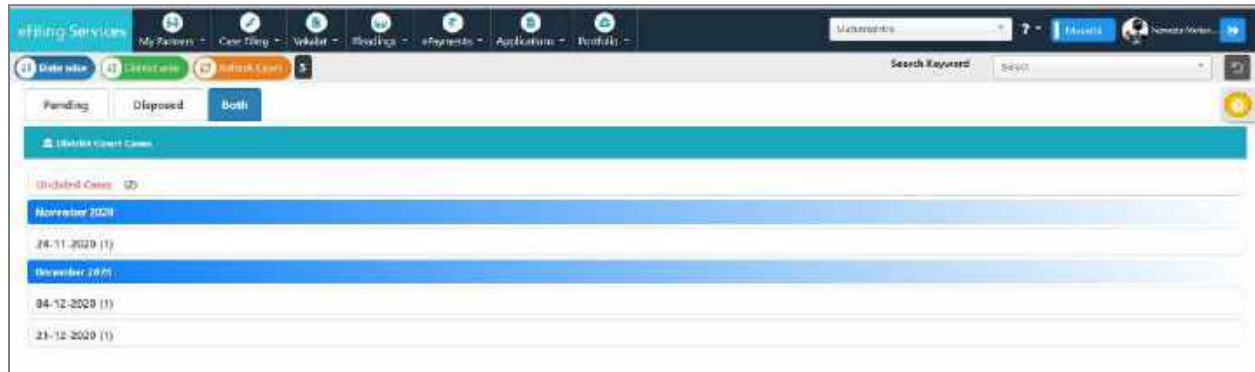 eFiling Services My Partners Case Filing Vakalat Pleadings ePayments Applications Portfolio Maharashtra ?
Date wise Refresh Cases 5 Search Keyword Select
Pending Disposed Both
District Court Cases
Undated Cases (2)
November 2020
24-11-2020 (1)
December 2020
04-12-2020 (1)
21-12-2020 (1)